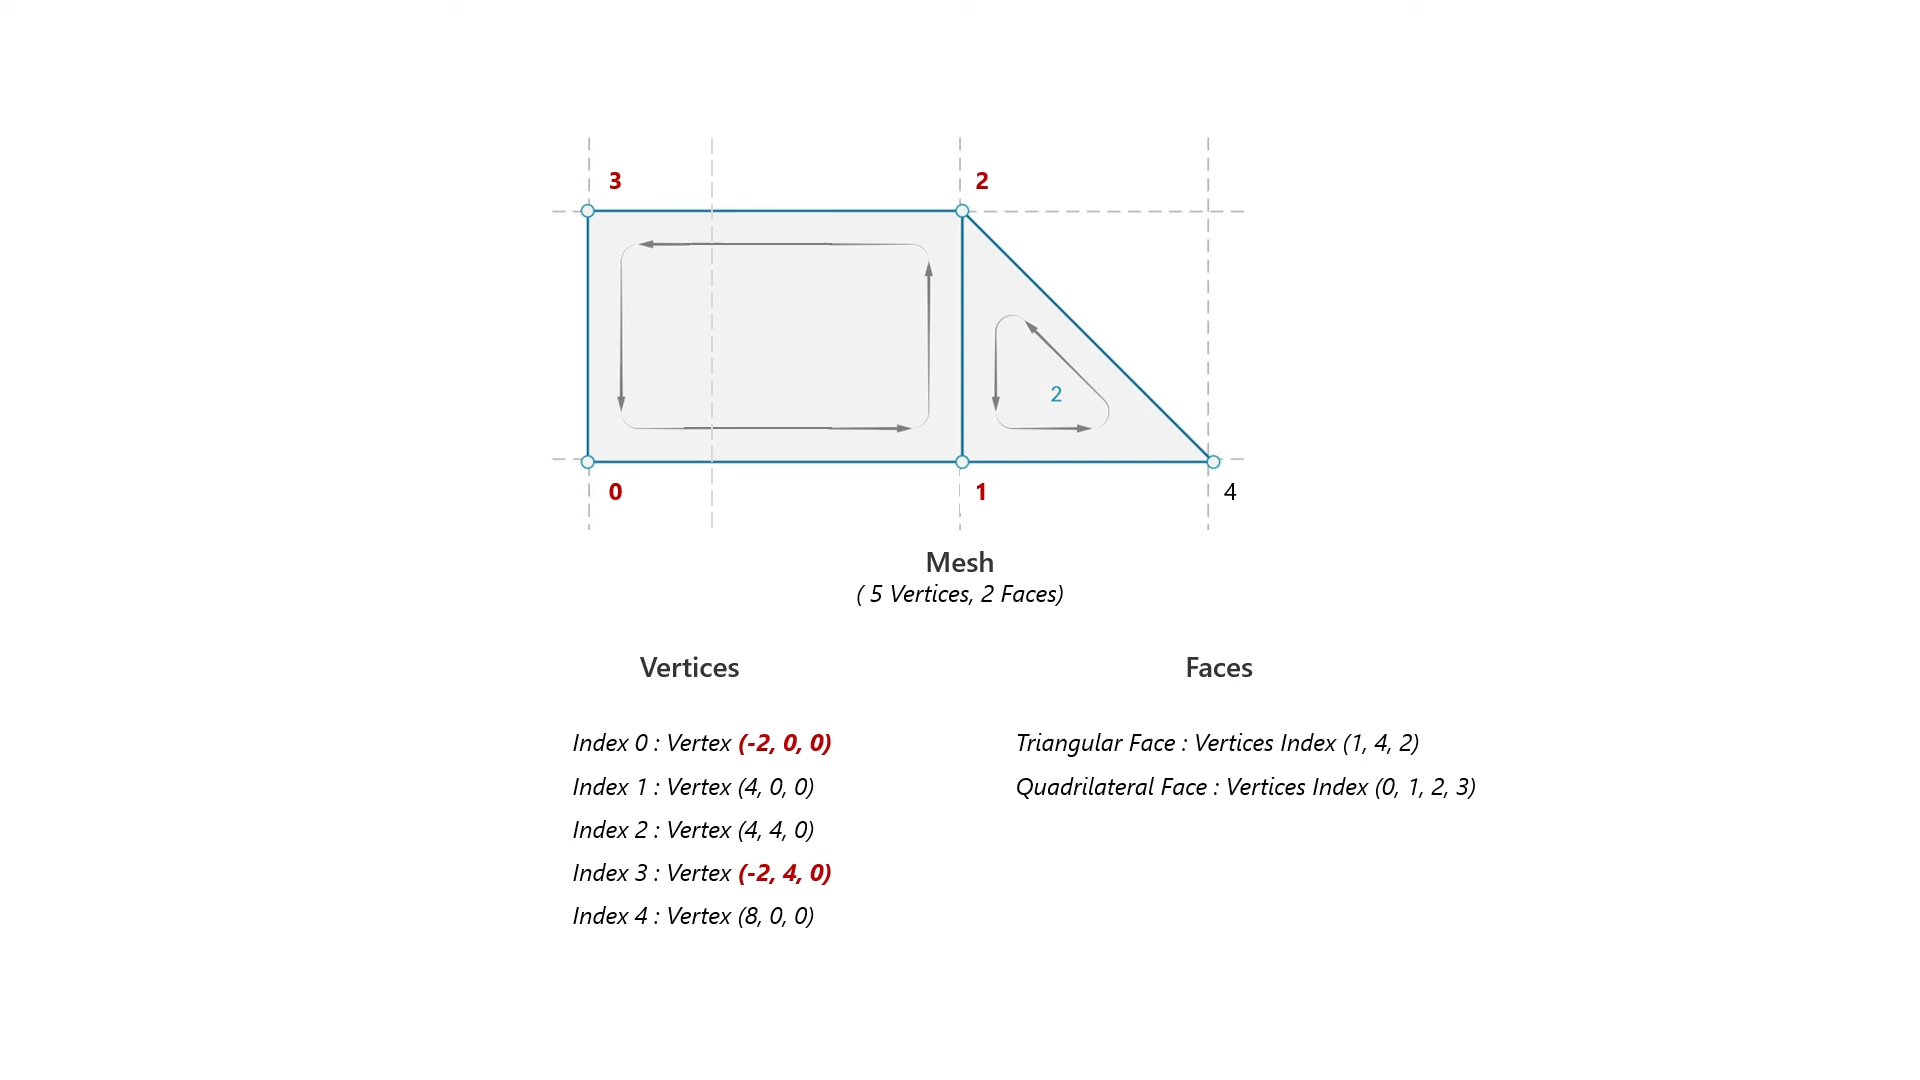 3
2
2
0
1
4
Mesh
( 5 Vertices, 2 Faces)
Vertices
Index 0 : Vertex (-2, 0, 0)
Index 1 : Vertex (4, 0, 0)
Index 2 : Vertex (4, 4, 0)
Index 3 : Vertex (-2, 4, 0)
Index 4 : Vertex (8, 0, 0)
Faces
Triangular Face : Vertices Index (1, 4, 2)
Quadrilateral Face : Vertices Index (0, 1, 2, 3)